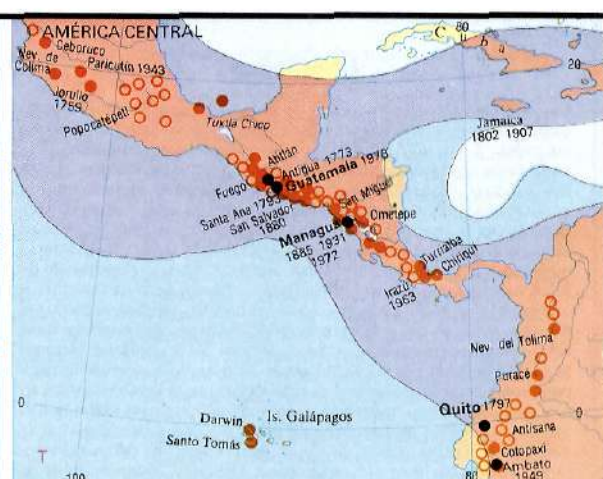 AMÉRICA CENTRAL
80
Cuba
Ceboruco
Nev. de
Colima
Paricutín 1943
20
Jorullo
1759
Popocatépetl
Tuxtla Chico
Jamaica
1802 1907
Atitlán
Antigua 1773
Guatemala 1976
Fuego
San Miguel
Santa Ana 1793
San Salvador
1880
Ometepe
Managua
1885 1931
1972
Turrialba
Chiriquí
Irazú
1963
Nev. del Tolima
Purace
0
Quito 1797
0
Darwin
Is. Galápagos
Santo Tomás
Antisana
Cotopaxi
Ambato
1949
T
100
80